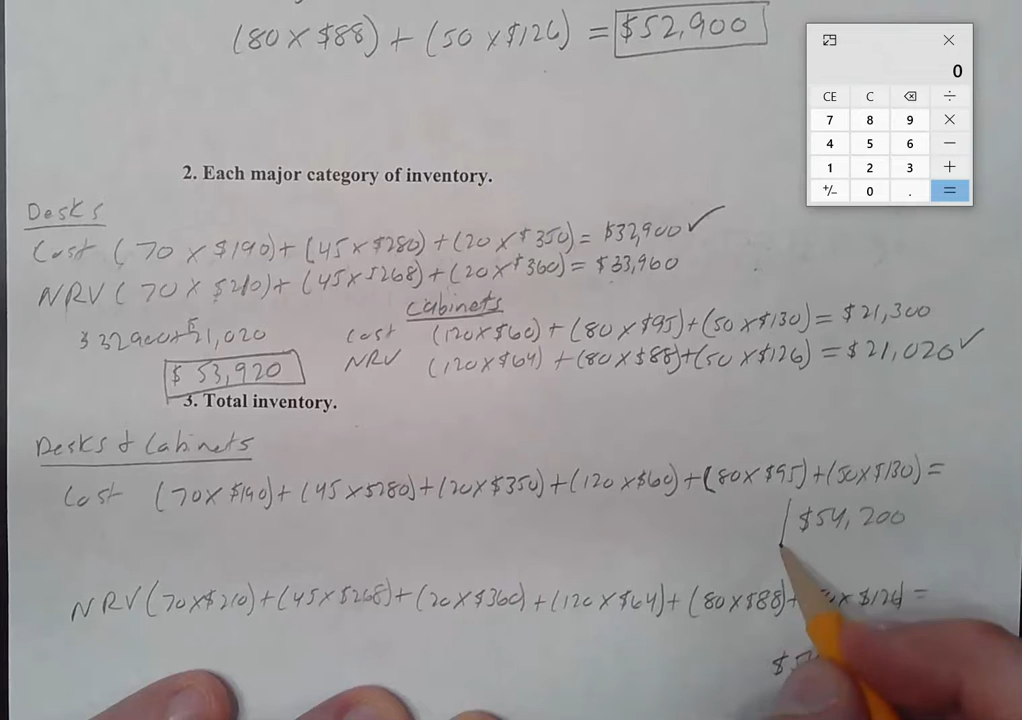 (80 X $88) + (50 X $126) = $52,900
0
CE C ÷
7 8 9 ×
4 5 6 −
1 2 3 +
+/− 0 . =
2. Each major category of inventory.
Desks
Cost (70 X $190) + (45 X $280) + (20 X $350) = $32,900 ✓
NRV (70 X $210) + (45 X $268) + (20 X $360) = $33,960
Cabinets
$32900 + $21,020
Cost (120 X $60) + (80 X $95) + (50 X $130) = $21,300
NRV (120 X $64) + (80 X $88) + (50 X $126) = $21,020 ✓
$ 53,920
3. Total inventory.
Desks & Cabinets
Cost (70 X $190) + (45 X $280) + (20 X $350) + (120 X $60) + (80 X $95) + (50 X $130) =
$54,200
NRV (70 X $210) + (45 X $268) + (20 X $360) + (120 X $64) + (80 X $88) + X $126) =
$5